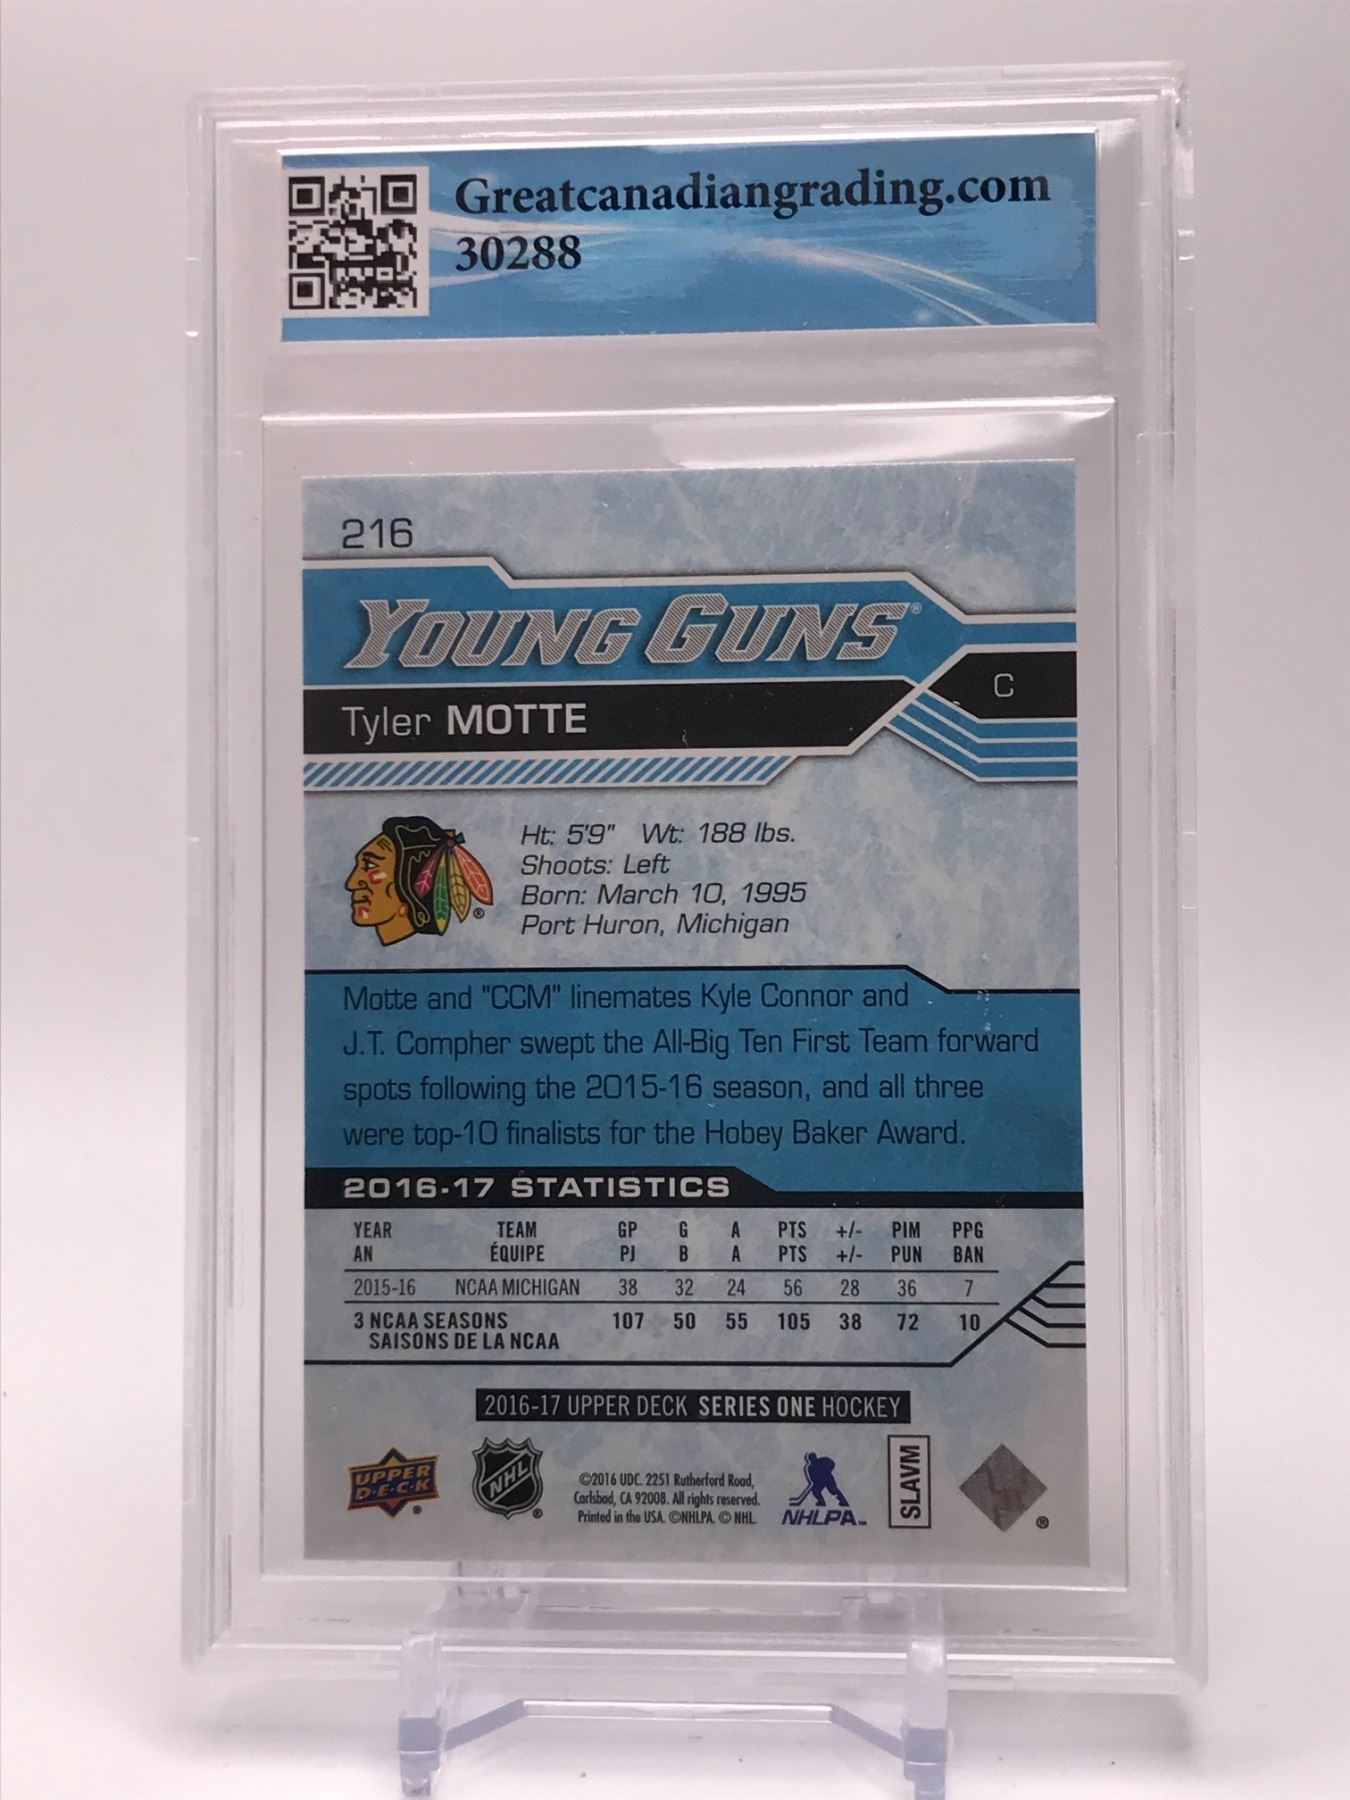 Greatcanadiangrading.com
30288
216
YOUNG GUNS®
C
Tyler MOTTE
Ht: 5'9" Wt: 188 lbs.
Shoots: Left
Born: March 10, 1995
Port Huron, Michigan
®
Motte and "CCM" linemates Kyle Connor and
J.T. Compher swept the All-Big Ten First Team forward
spots following the 2015-16 season, and all three
were top-10 finalists for the Hobey Baker Award.
2016-17 STATISTICS
YEAR TEAM GP G A PTS +/- PIM PPG
AN ÉQUIPE PJ B A PTS +/- PUN BAN
2015-16 NCAA MICHIGAN 38 32 24 56 28 36 7
3 NCAA SEASONS 107 50 55 105 38 72 10
SAISONS DE LA NCAA
2016-17 UPPER DECK SERIES ONE HOCKEY
UPPER
D·E·C·K
®
NHL
®
©2016 UDC. 2251 Rutherford Road,
Carlsbad, CA 92008. All rights reserved.
Printed in the USA. ©NHLPA. © NHL
NHLPA™
SLAVM
®